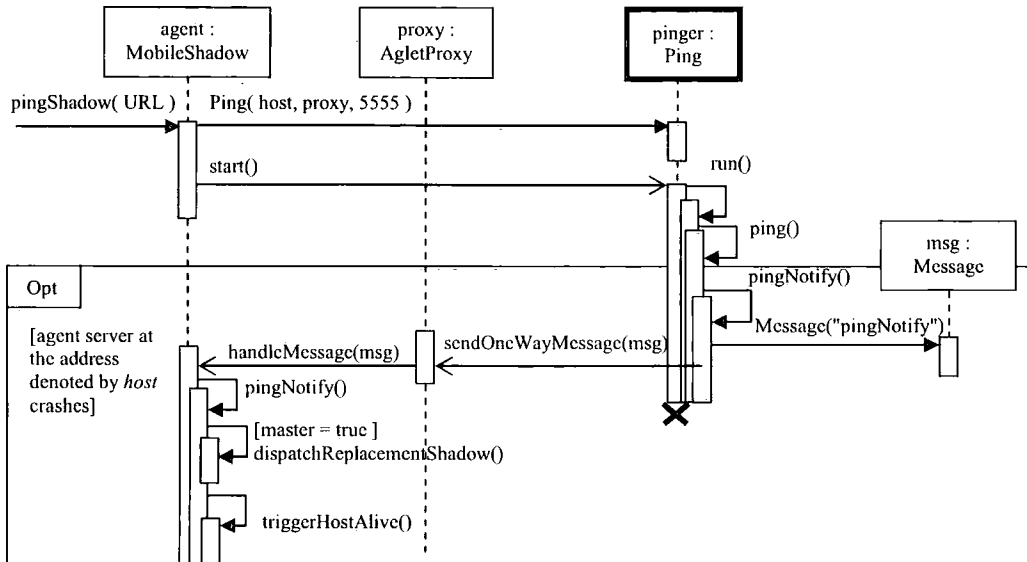 agent :
MobileShadow
proxy :
AgletProxy
pinger :
Ping
pingShadow( URL )
Ping( host, proxy, 5555 )
start()
run()
ping()
msg :
Message
Opt
pingNotify()
Message("pingNotify")
[agent server at
the address
denoted by host
crashes]
handleMessage(msg)
sendOneWayMessage(msg)
pingNotify()
[master = true ]
dispatchReplacementShadow()
triggerHostAlive()